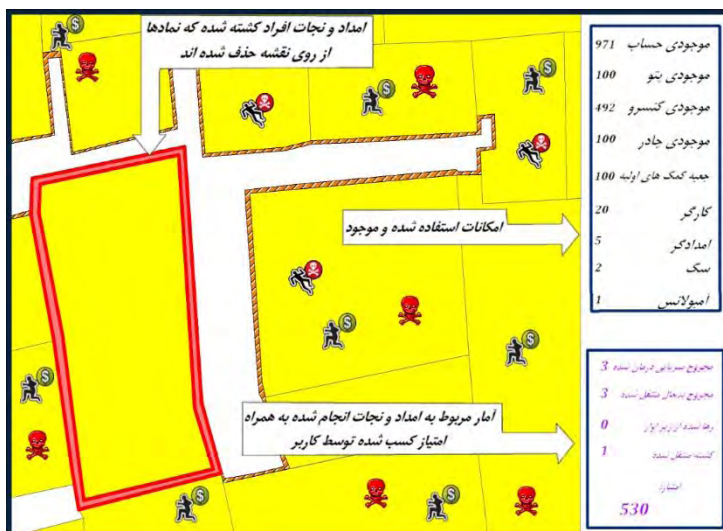 امداد و نجات افراد کشته شده که نمادها
از روی نقشه حذف شده اند
موجودی حساب 971
موجودی پتو 100
موجودی کنسرو 492
موجودی چادر 100
جعبه کمک های اولیه 100
کارگر 20
امدادگر 5
سگ 2
آمبولانس 1
امکانات استفاده شده و موجود
مجروح سرپایی درمان شده 3
مجروح بدحال منتقل شده 3
رها شده از زیر آوار 0
کشته منتقل شده 1
امتیاز:
530
آمار مربوط به امداد و نجات انجام شده به همراه
امتیاز کسب شده توسط کاربر